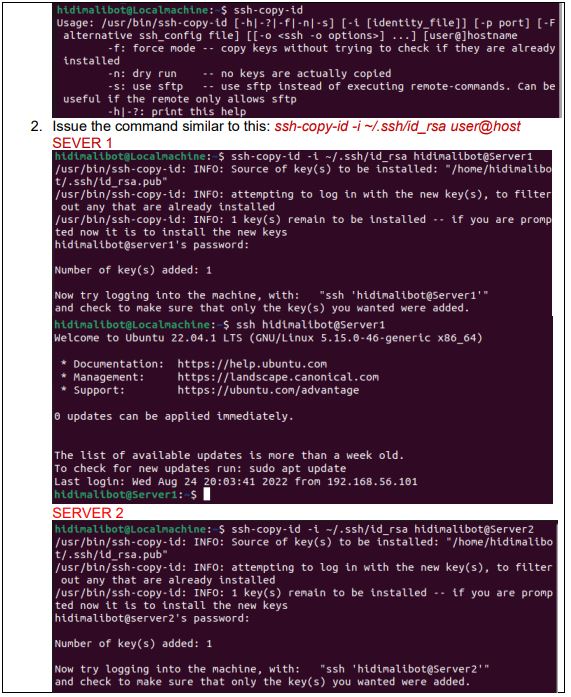 hidimalibot@Localmachine:~$ ssh-copy-id
Usage: /usr/bin/ssh-copy-id [-h|-?|-f|-n|-s] [-i [identity_file]] [-p port] [-F
alternative ssh_config file] [[-o <ssh -o options>] ...] [user@]hostname
-f: force mode -- copy keys without trying to check if they are already
installed
-n: dry run    -- no keys are actually copied
-s: use sftp   -- use sftp instead of executing remote-commands. Can be
useful if the remote only allows sftp
-h|-?: print this help
2. Issue the command similar to this: ssh-copy-id -i ~/.ssh/id_rsa user@host
SEVER 1
hidimalibot@Localmachine:~$ ssh-copy-id -i ~/.ssh/id_rsa hidimalibot@Server1
/usr/bin/ssh-copy-id: INFO: Source of key(s) to be installed: "/home/hidimalibo
t/.ssh/id_rsa.pub"
/usr/bin/ssh-copy-id: INFO: attempting to log in with the new key(s), to filter
out any that are already installed
/usr/bin/ssh-copy-id: INFO: 1 key(s) remain to be installed -- if you are promp
ted now it is to install the new keys
hidimalibot@server1's password:
Number of key(s) added: 1
Now try logging into the machine, with:   "ssh 'hidimalibot@Server1'"
and check to make sure that only the key(s) you wanted were added.
hidimalibot@Localmachine:~$ ssh hidimalibot@Server1
Welcome to Ubuntu 22.04.1 LTS (GNU/Linux 5.15.0-46-generic x86_64)
* Documentation:  https://help.ubuntu.com
* Management:     https://landscape.canonical.com
* Support:        https://ubuntu.com/advantage
0 updates can be applied immediately.
The list of available updates is more than a week old.
To check for new updates run: sudo apt update
Last login: Wed Aug 24 20:03:41 2022 from 192.168.56.101
hidimalibot@Server1:~$
SERVER 2
hidimalibot@Localmachine:~$ ssh-copy-id -i ~/.ssh/id_rsa hidimalibot@Server2
/usr/bin/ssh-copy-id: INFO: Source of key(s) to be installed: "/home/hidimalibo
t/.ssh/id_rsa.pub"
/usr/bin/ssh-copy-id: INFO: attempting to log in with the new key(s), to filter
out any that are already installed
/usr/bin/ssh-copy-id: INFO: 1 key(s) remain to be installed -- if you are promp
ted now it is to install the new keys
hidimalibot@server2's password:
Number of key(s) added: 1
Now try logging into the machine, with:   "ssh 'hidimalibot@Server2'"
and check to make sure that only the key(s) you wanted were added.